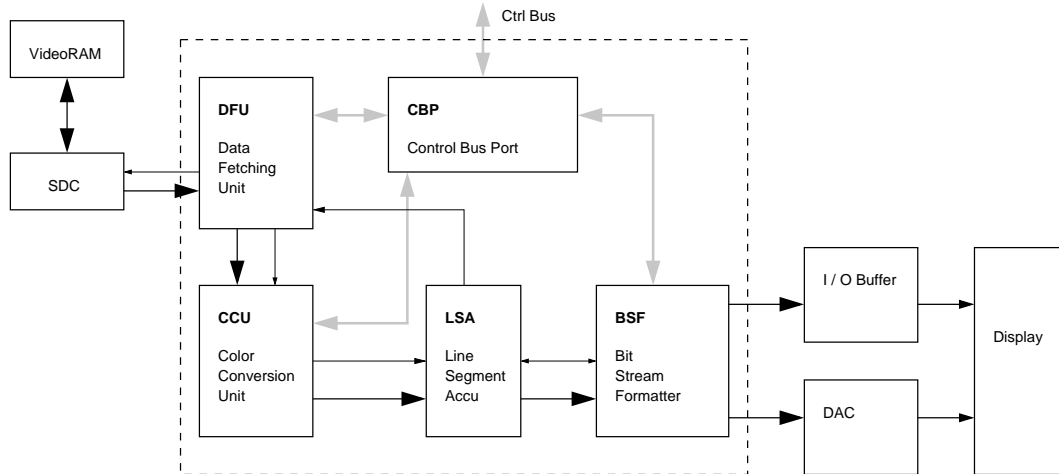 Ctrl Bus
VideoRAM
DFU
Data
Fetching
Unit
CBP
Control Bus Port
SDC
CCU
Color
Conversion
Unit
LSA
Line
Segment
Accu
BSF
Bit
Stream
Formatter
I / O Buffer
Display
DAC